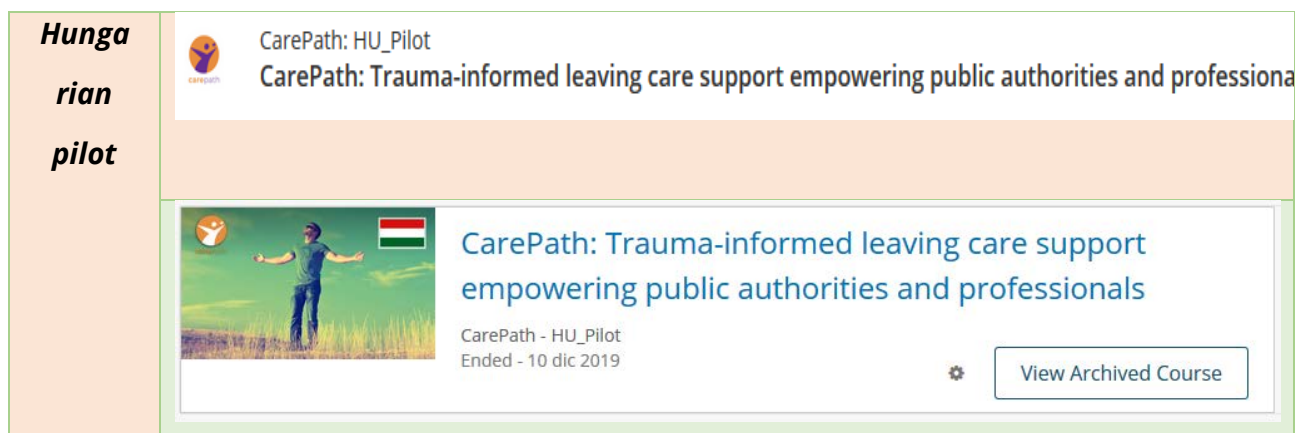 Hunga
rian
pilot
carepath
CarePath: HU_Pilot
CarePath: Trauma-informed leaving care support empowering public authorities and professiona
CarePath: Trauma-informed leaving care support
empowering public authorities and professionals
CarePath - HU_Pilot
Ended - 10 dic 2019
View Archived Course